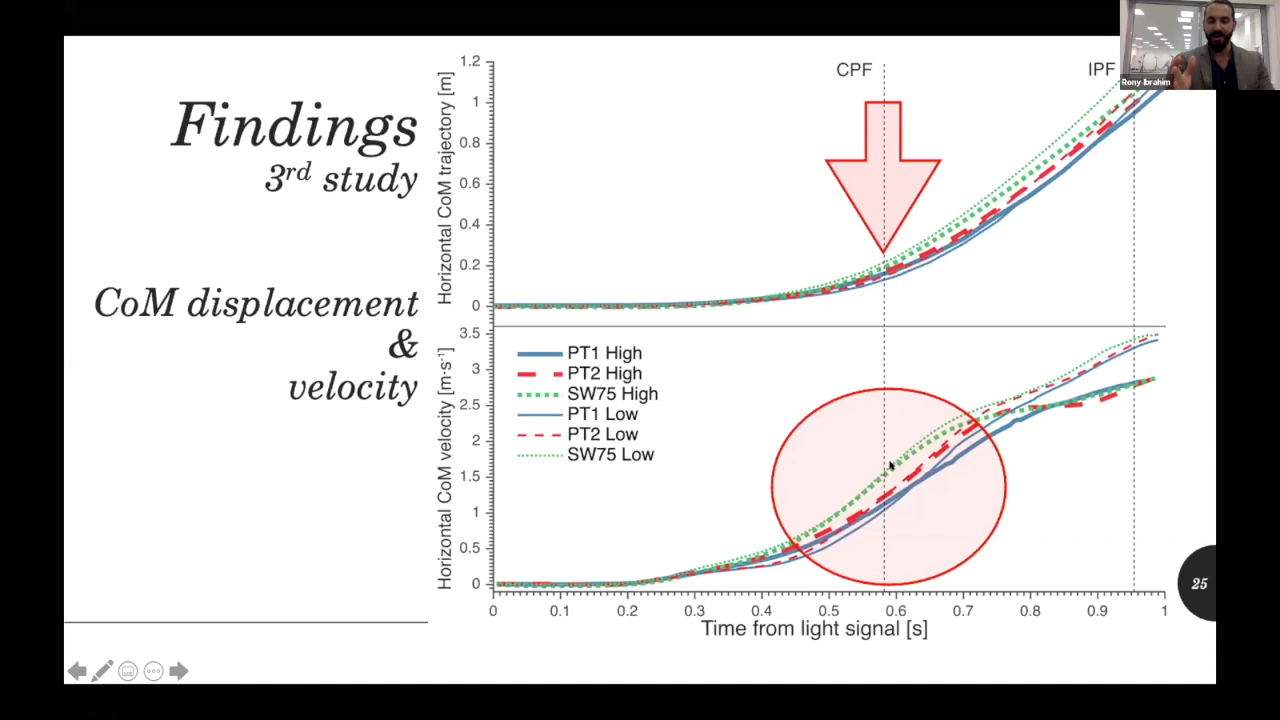 Findings
3rd study
CoM displacement
&
velocity
Horizontal CoM trajectory [m]
1.2
1
0.8
0.6
0.4
0.2
0
CPF
IPF
Rony Ibrahim
Horizontal CoM velocity [m·s⁻¹]
3.5
3
2.5
2
1.5
1
0.5
0
PT1 High
PT2 High
SW75 High
PT1 Low
PT2 Low
SW75 Low
0 0.1 0.2 0.3 0.4 0.5 0.6 0.7 0.8 0.9 1
Time from light signal [s]
25